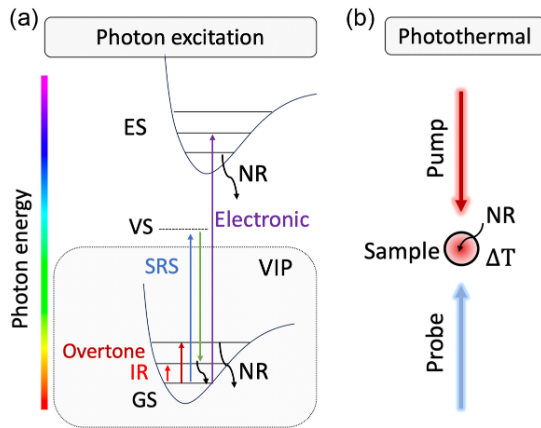 (a)
Photon excitation
Photon energy
ES
NR
Electronic
VS
SRS
VIP
Overtone
IR
NR
GS
(b)
Photothermal
Pump
NR
Sample
ΔT
Probe